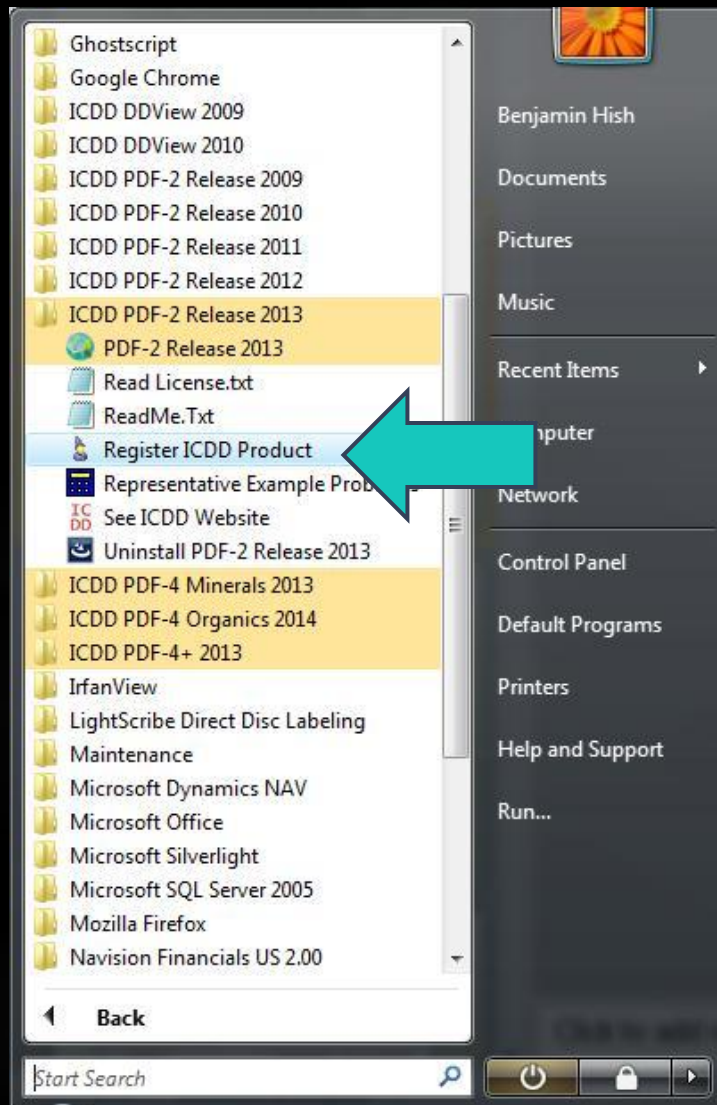 Ghostscript
Google Chrome
ICDD DDView 2009
ICDD DDView 2010
ICDD PDF-2 Release 2009
ICDD PDF-2 Release 2010
ICDD PDF-2 Release 2011
ICDD PDF-2 Release 2012
ICDD PDF-2 Release 2013
PDF-2 Release 2013
Read License.txt
ReadMe.Txt
Register ICDD Product
Representative Example
IC
DD
See ICDD Website
Uninstall PDF-2 Release 2013
ICDD PDF-4 Minerals 2013
ICDD PDF-4 Organics 2014
ICDD PDF-4+ 2013
IrfanView
LightScribe Direct Disc Labeling
Maintenance
Microsoft Dynamics NAV
Microsoft Office
Microsoft Silverlight
Microsoft SQL Server 2005
Mozilla Firefox
Navision Financials US 2.00
Back
Start Search
Benjamin Hish
Documents
Pictures
Music
Recent Items
Network
Control Panel
Default Programs
Printers
Help and Support
Run...